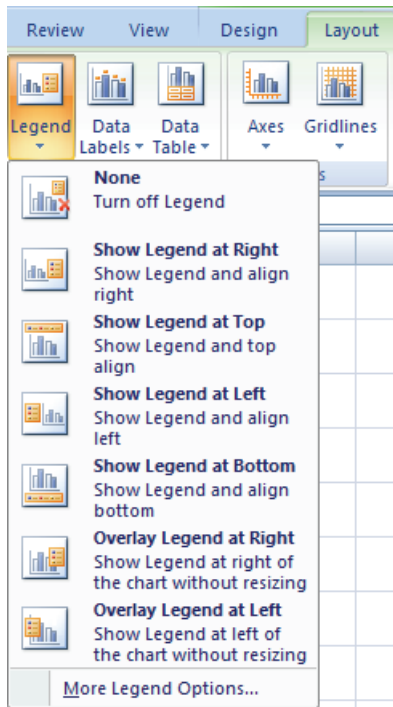 Review View Design Layout
Legend Data Labels Data Table Axes Gridlines
s
None
Turn off Legend
Show Legend at Right
Show Legend and align
right
Show Legend at Top
Show Legend and top
align
Show Legend at Left
Show Legend and align
left
Show Legend at Bottom
Show Legend and align
bottom
Overlay Legend at Right
Show Legend at right of
the chart without resizing
Overlay Legend at Left
Show Legend at left of
the chart without resizing
More Legend Options...